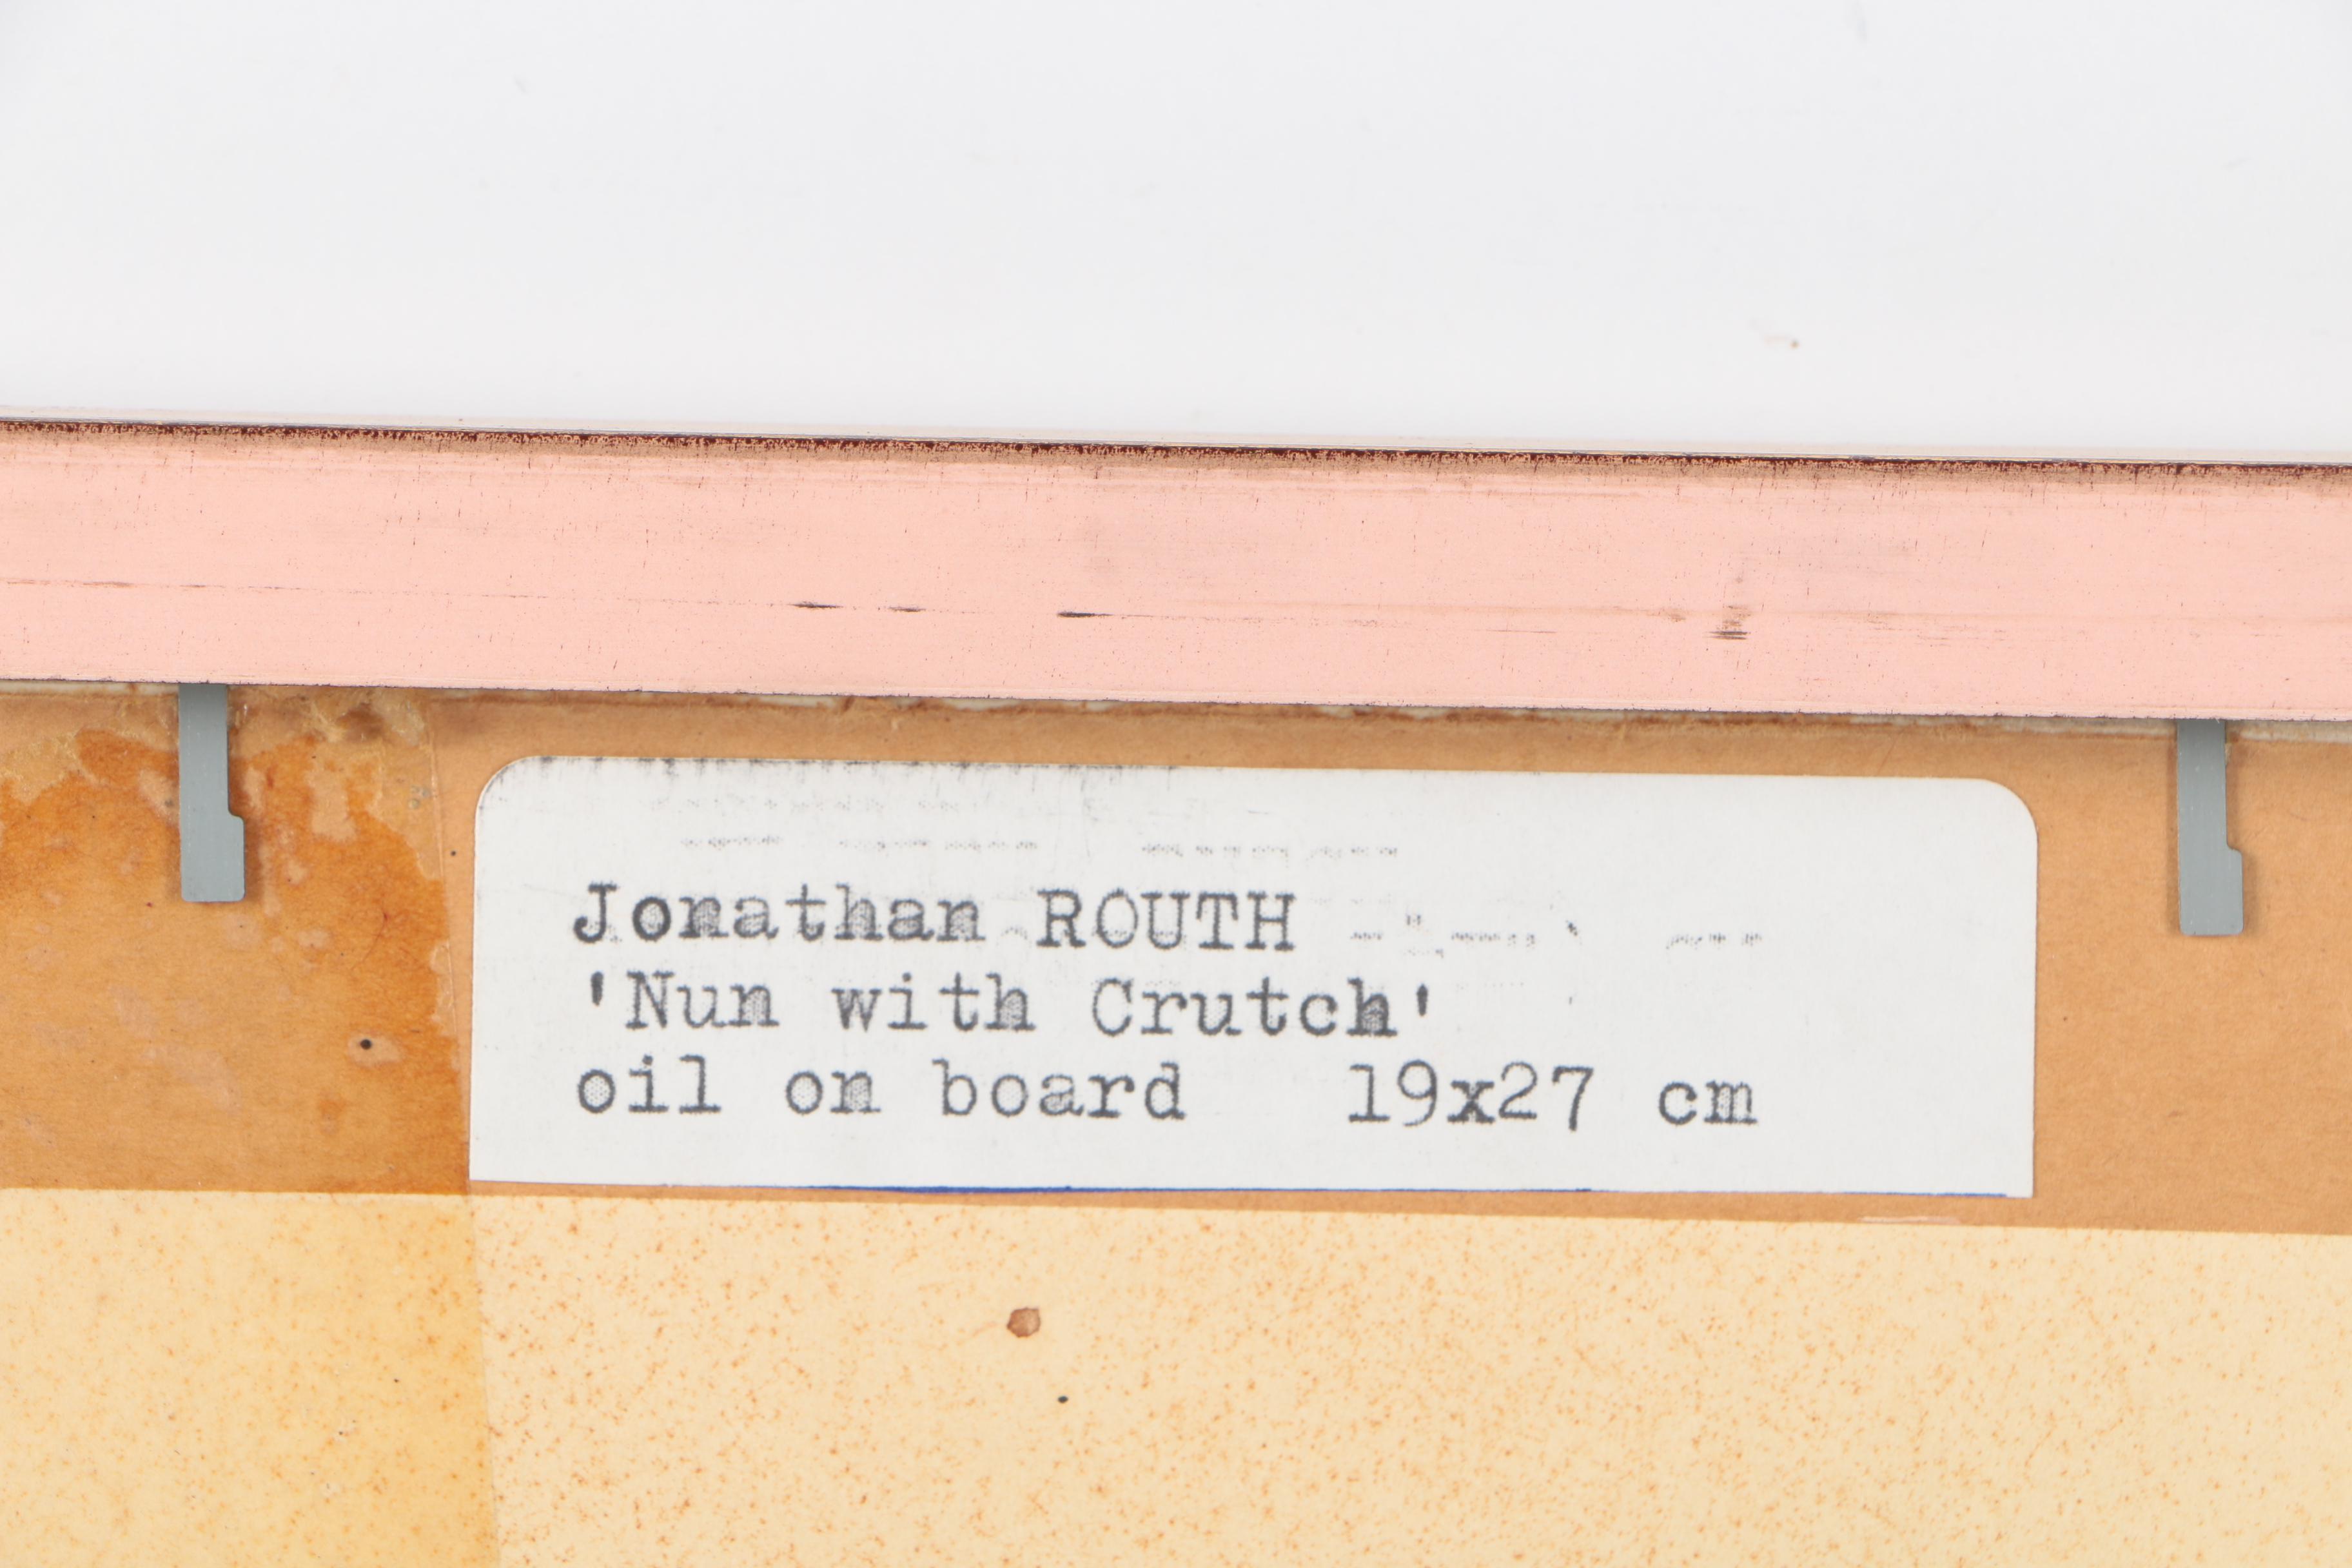 Jonathan ROUTH
'Nun with Crutch'
oil on board 19x27 cm